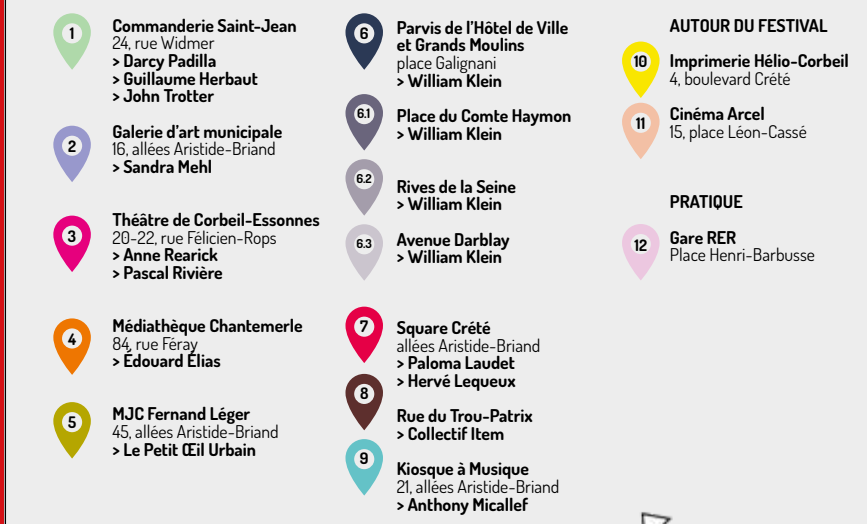 1
Commanderie Saint-Jean
24, rue Widmer
> Darcy Padilla
> Guillaume Herbaut
> John Trotter
2
Galerie d'art municipale
16, allées Aristide-Briand
> Sandra Mehl
3
Théâtre de Corbeil-Essonnes
20-22, rue Félicien-Rops
> Anne Rearick
> Pascal Rivière
4
Médiathèque Chantemerle
84, rue Féray
> Édouard Élias
5
MJC Fernand Léger
45, allées Aristide-Briand
> Le Petit Œil Urbain
6
Parvis de l'Hôtel de Ville
et Grands Moulins
place Galignani
> William Klein
6.1
Place du Comte Haymon
> William Klein
6.2
Rives de la Seine
> William Klein
6.3
Avenue Darblay
> William Klein
7
Square Crété
allées Aristide-Briand
> Paloma Laudet
> Hervé Lequeux
8
Rue du Trou-Patrix
> Collectif Item
9
Kiosque à Musique
21, allées Aristide-Briand
> Anthony Micallef
AUTOUR DU FESTIVAL
10
Imprimerie Hélio-Corbeil
4, boulevard Crété
11
Cinéma Arcel
15, place Léon-Cassé
PRATIQUE
12
Gare RER
Place Henri-Barbusse